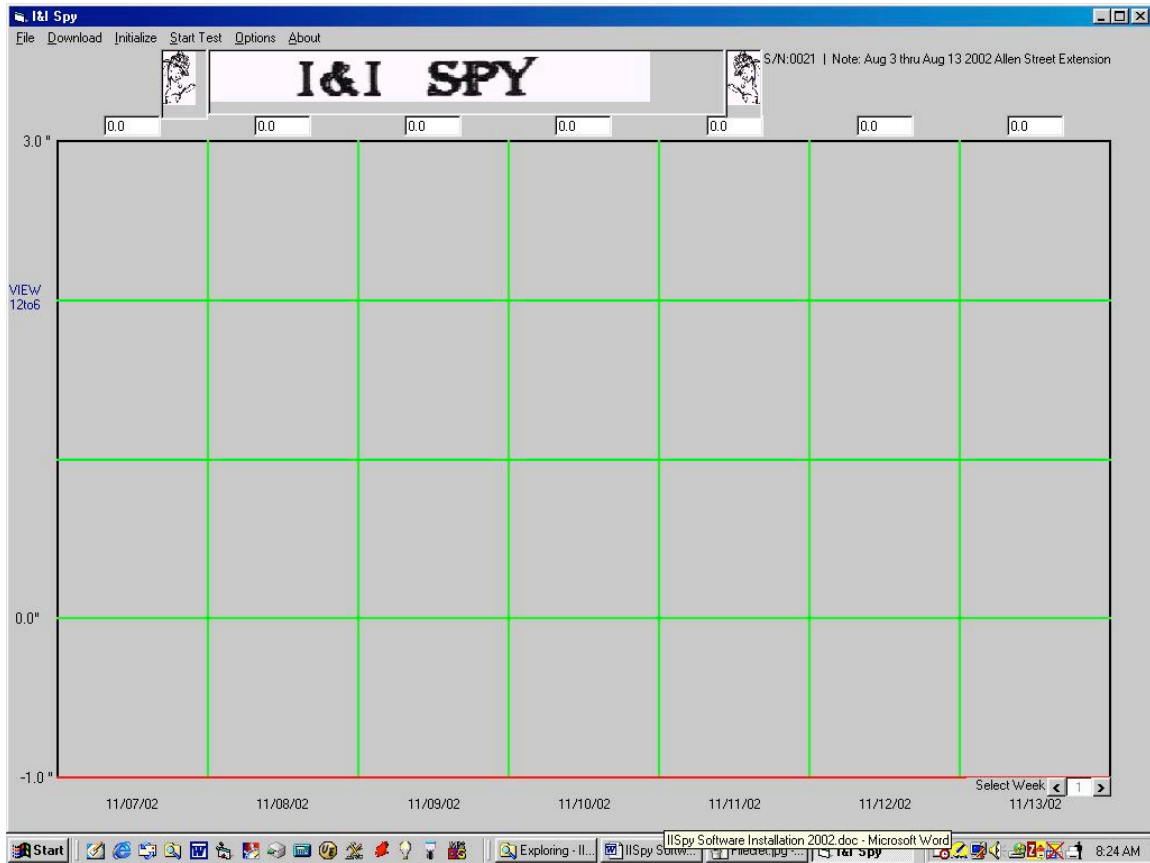 I&I Spy
File Download Initialize Start Test Options About
I&I SPY
S/N:0021 | Note: Aug 3 thru Aug 13 2002 Allen Street Extension
0.0 0.0 0.0 0.0 0.0 0.0 0.0
3.0 "
VIEW
12to6
0.0"
-1.0 "
Select Week 1
11/07/02 11/08/02 11/09/02 11/10/02 11/11/02 11/12/02 11/13/02
IISpy Software Installation 2002.doc - Microsoft Word
Start Exploring - II... IISpy Softw... I&I Spy 8:24 AM